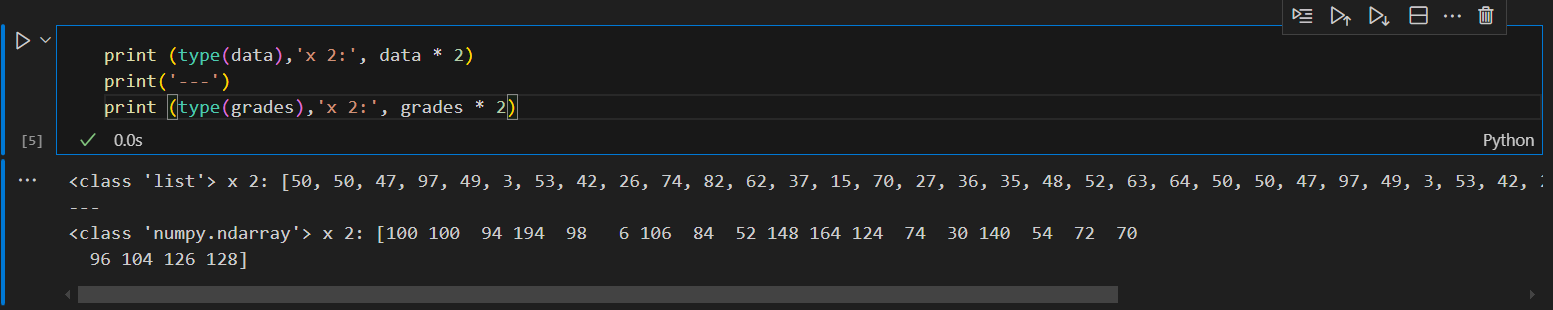 print (type(data),'x 2:', data * 2)
print('---')
print (type(grades),'x 2:', grades * 2)
[5] 0.0s Python
<class 'list'> x 2: [50, 50, 47, 97, 49, 3, 53, 42, 26, 74, 82, 62, 37, 15, 70, 27, 36, 35, 48, 52, 63, 64, 50, 50, 47, 97, 49, 3, 53, 42,
---
<class 'numpy.ndarray'> x 2: [100 100  94 194  98   6 106  84  52 148 164 124  74  30 140  54  72  70
  96 104 126 128]